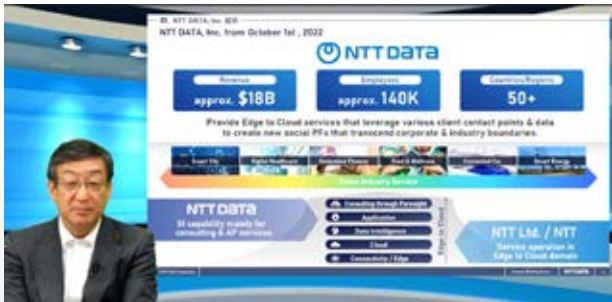 NTT DATA, Inc. from October 1st, 2022
NTT DATA
Revenue
approx. $18B
Employees
approx. 140K
Countries/Regions
50+
Provide Edge to Cloud services that leverage various client contact points & data
to create new social PFs that transcend corporate & industry boundaries.
Smart City
Digital Healthcare
Embedded Finance
Food & Wellness
Connected Car
Smart Energy
Cross Industry Service
NTT DATA
SI capability mainly for
consulting & AP services
Consulting through Foresight
Application
Data Intelligence
Cloud
Connectivity / Edge
Edge to Cloud
NTT Ltd. / NTT
Service operation in
Edge to Cloud domain
NTT DATA